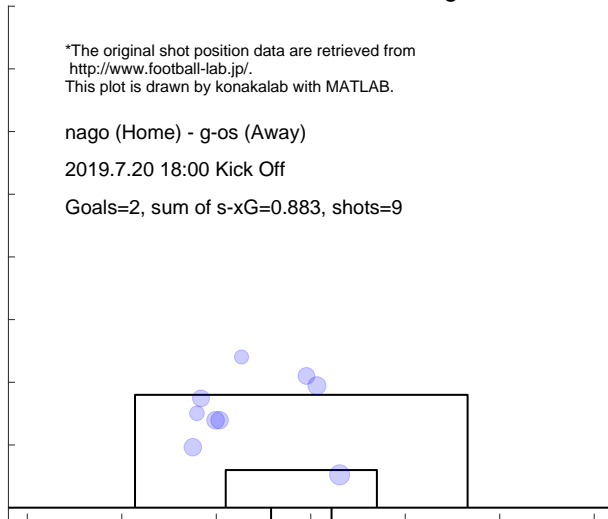 *The original shot position data are retrieved from
http://www.football-lab.jp/.
This plot is drawn by konakalab with MATLAB.
nago (Home) - g-os (Away)
2019.7.20 18:00 Kick Off
Goals=2, sum of s-xG=0.883, shots=9